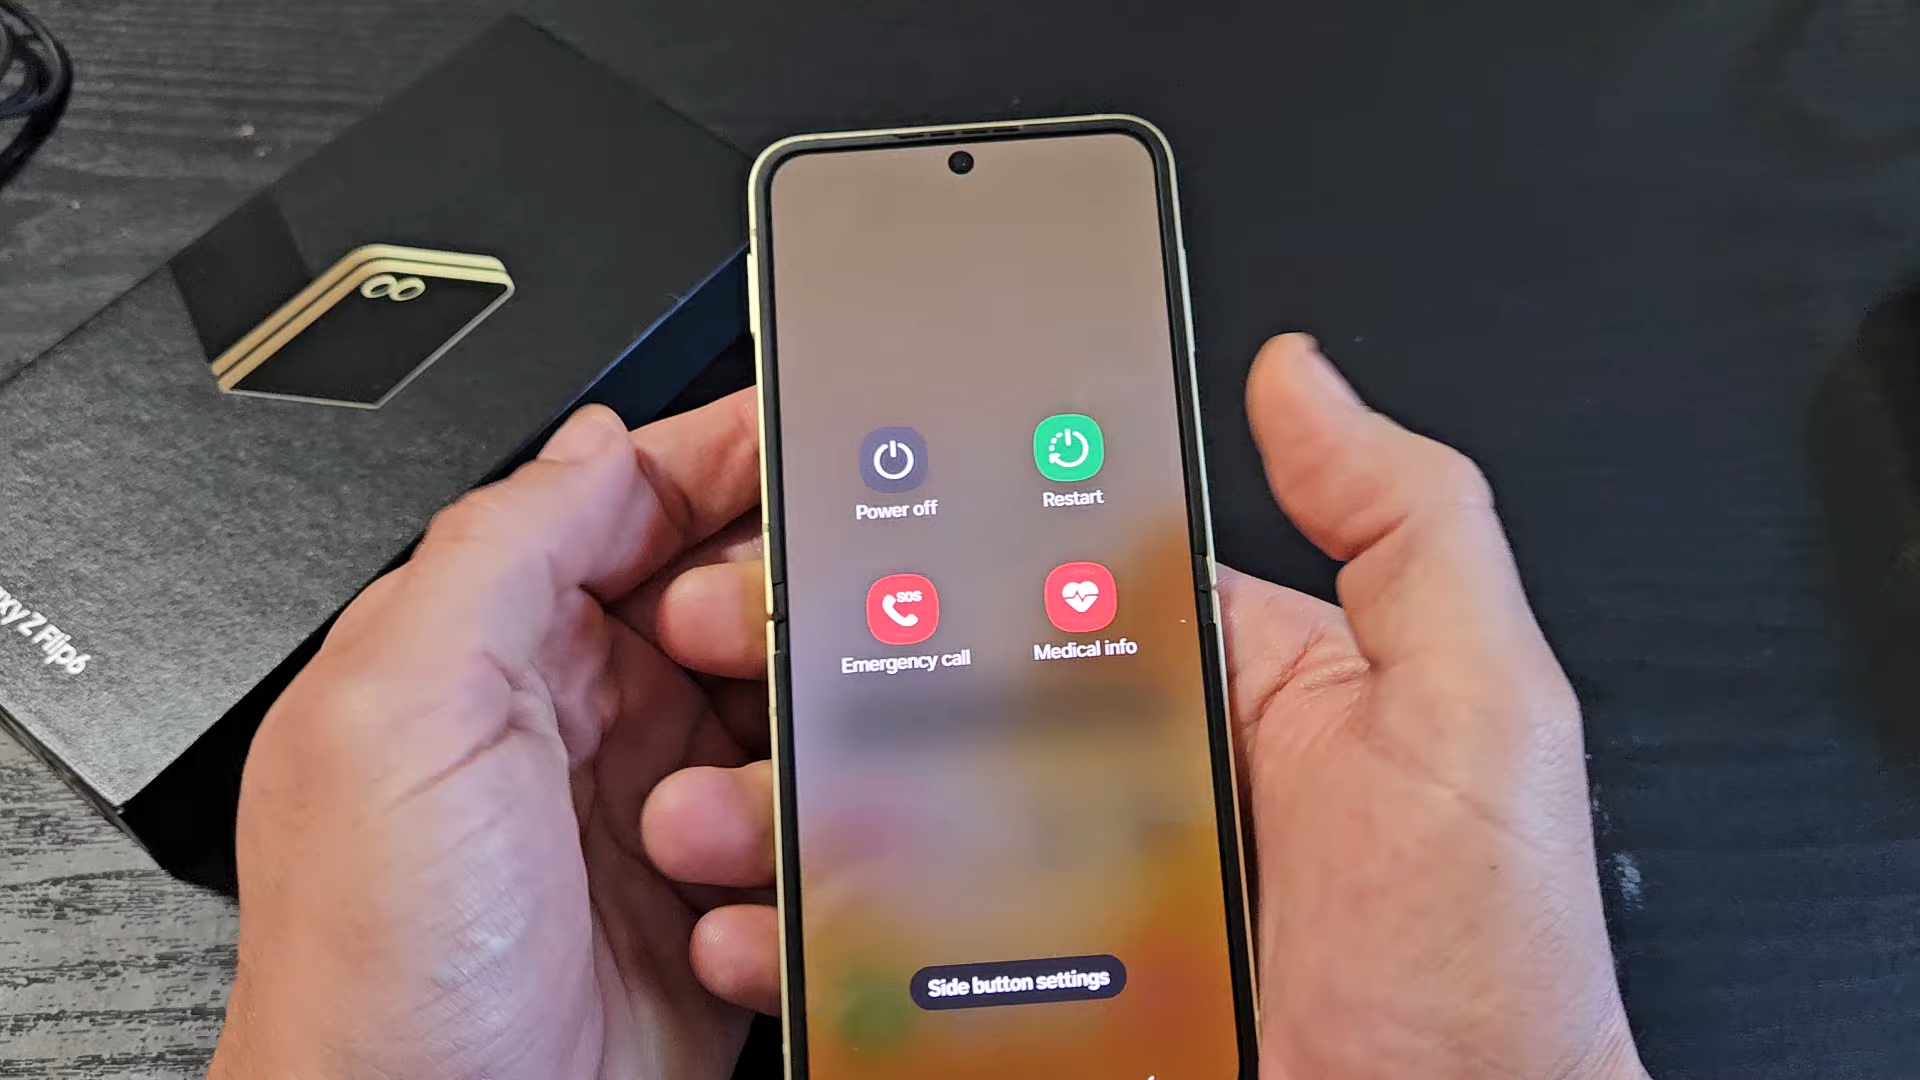 Power off
Restart
SOS
Emergency call
Medical info
Side button settings
Z Flip6